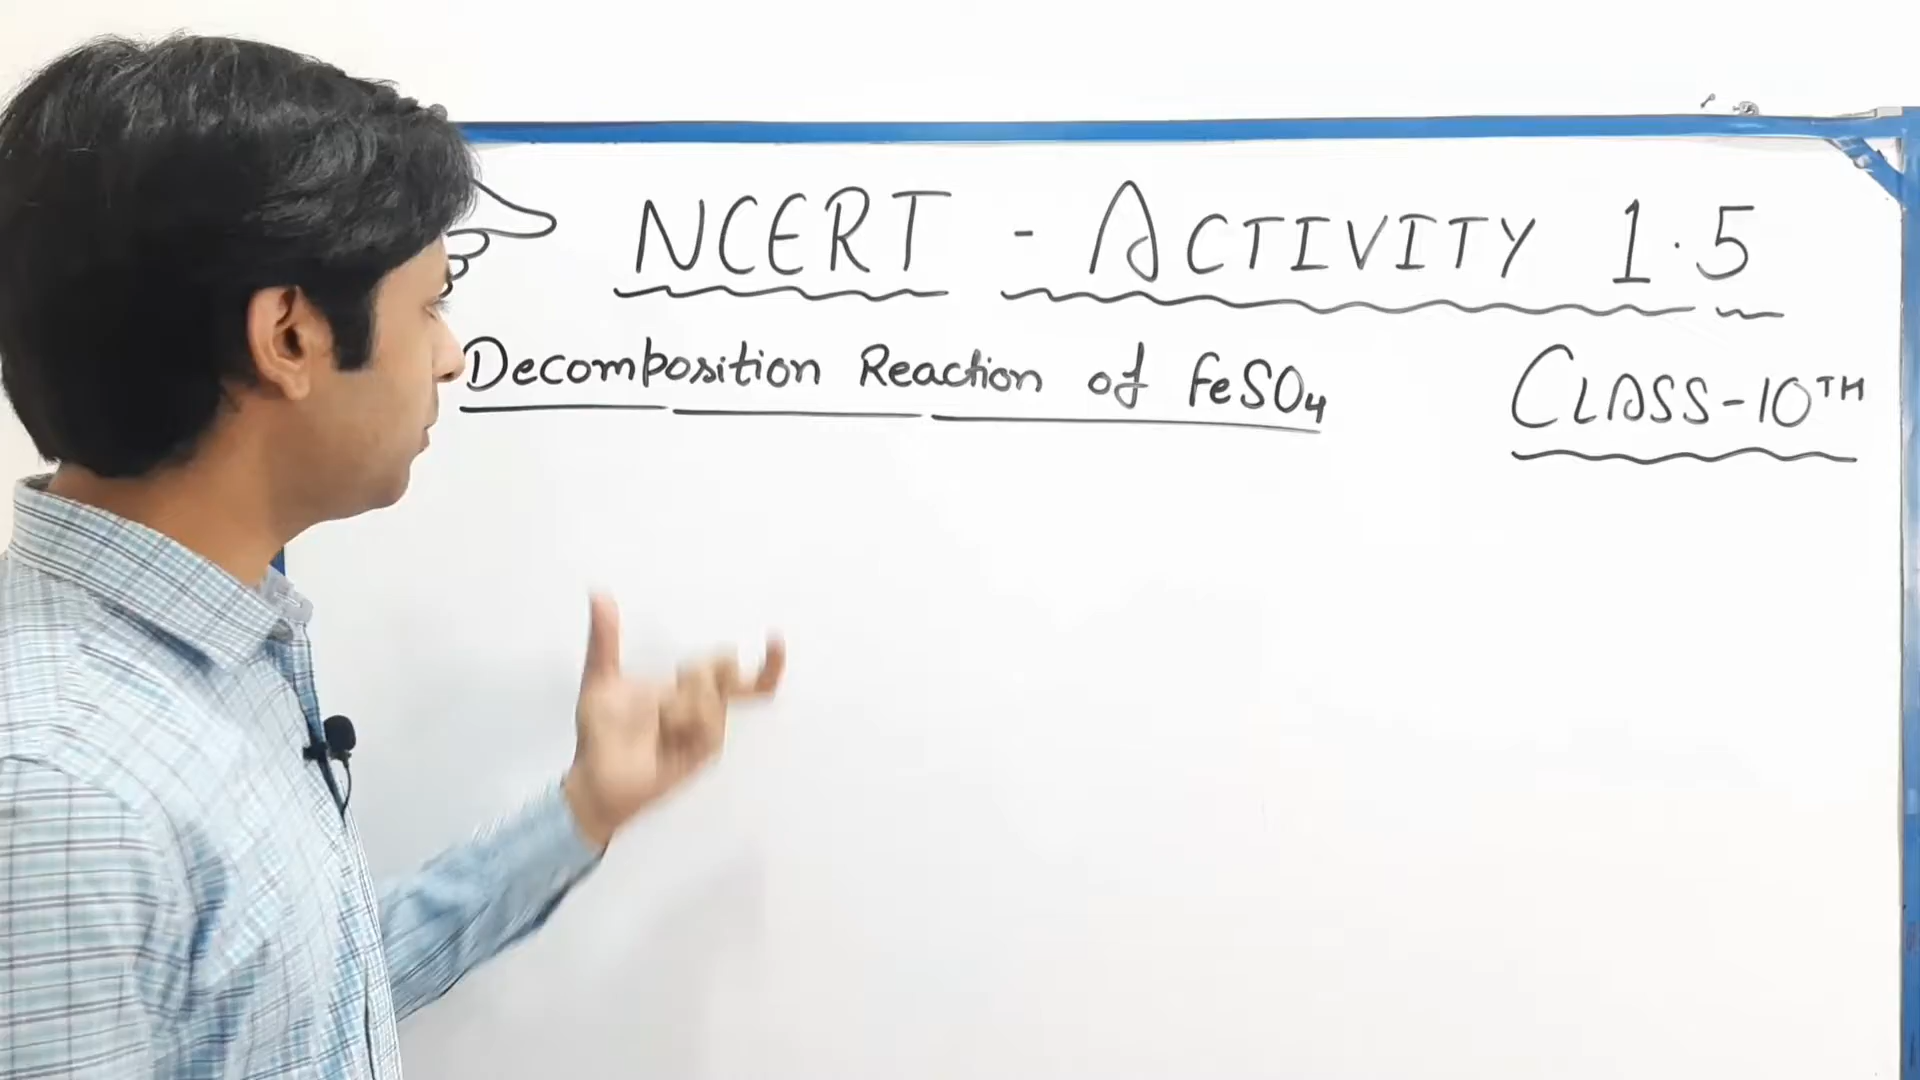 NCERT - ACTIVITY 1.5
Decomposition Reaction of FeSO₄
CLASS-10TH